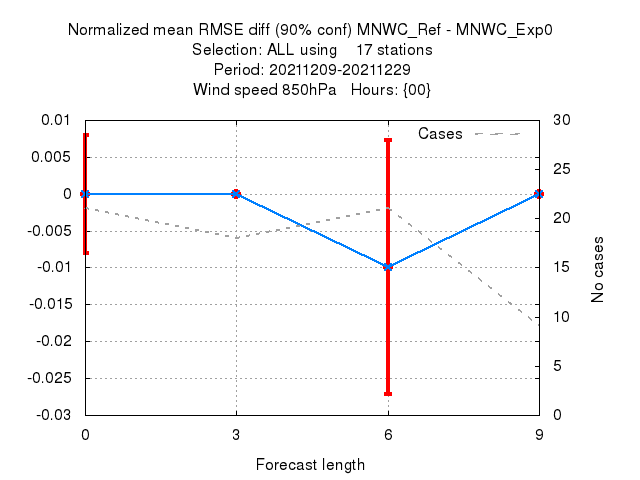 Normalized mean RMSE diff (90% conf) MNWC_Ref - MNWC_Exp0
Selection: ALL using    17 stations
Period: 20211209-20211229
Wind speed 850hPa   Hours: {00}
Cases
0.01
0.005
0
-0.005
-0.01
-0.015
-0.02
-0.025
-0.03
30
25
20
15
10
5
0
No cases
0 3 6 9
Forecast length